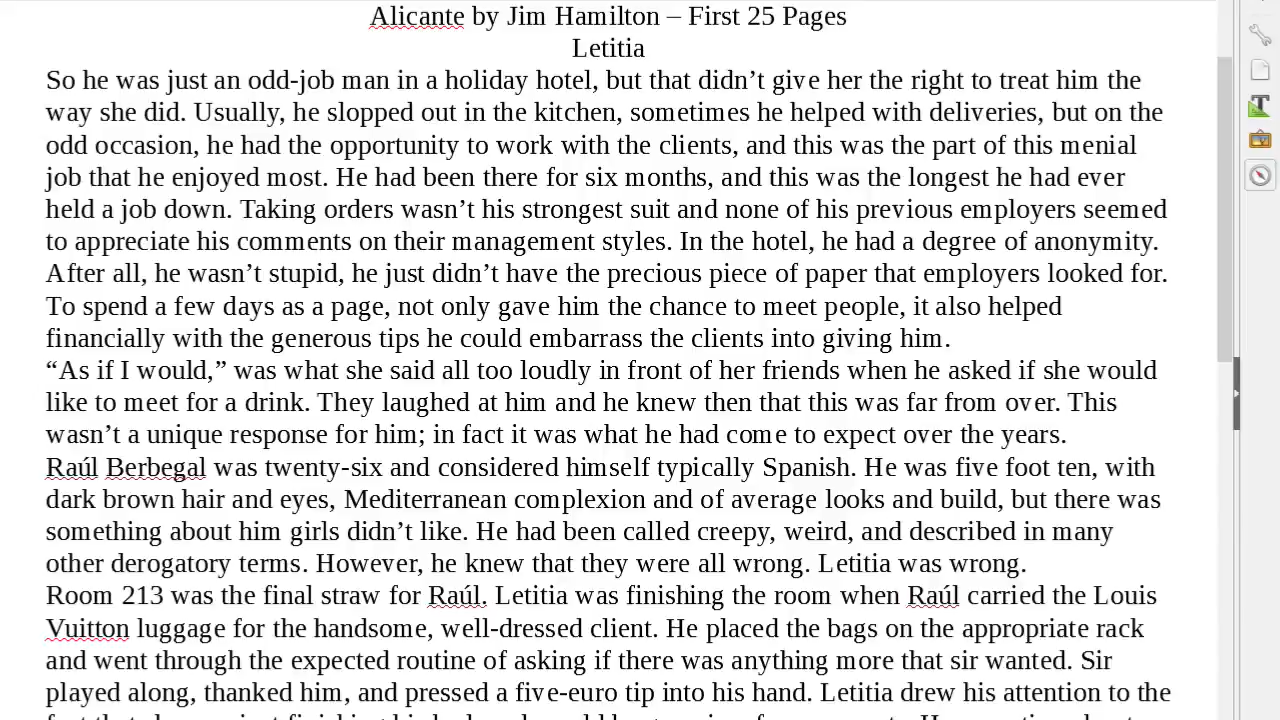 Alicante by Jim Hamilton – First 25 Pages
Letitia
So he was just an odd-job man in a holiday hotel, but that didn’t give her the right to treat him the
way she did. Usually, he slopped out in the kitchen, sometimes he helped with deliveries, but on the
odd occasion, he had the opportunity to work with the clients, and this was the part of this menial
job that he enjoyed most. He had been there for six months, and this was the longest he had ever
held a job down. Taking orders wasn’t his strongest suit and none of his previous employers seemed
to appreciate his comments on their management styles. In the hotel, he had a degree of anonymity.
After all, he wasn’t stupid, he just didn’t have the precious piece of paper that employers looked for.
To spend a few days as a page, not only gave him the chance to meet people, it also helped
financially with the generous tips he could embarrass the clients into giving him.
“As if I would,” was what she said all too loudly in front of her friends when he asked if she would
like to meet for a drink. They laughed at him and he knew then that this was far from over. This
wasn’t a unique response for him; in fact it was what he had come to expect over the years.
Raúl Berbegal was twenty-six and considered himself typically Spanish. He was five foot ten, with
dark brown hair and eyes, Mediterranean complexion and of average looks and build, but there was
something about him girls didn’t like. He had been called creepy, weird, and described in many
other derogatory terms. However, he knew that they were all wrong. Letitia was wrong.
Room 213 was the final straw for Raúl. Letitia was finishing the room when Raúl carried the Louis
Vuitton luggage for the handsome, well-dressed client. He placed the bags on the appropriate rack
and went through the expected routine of asking if there was anything more that sir wanted. Sir
played along, thanked him, and pressed a five-euro tip into his hand. Letitia drew his attention to the